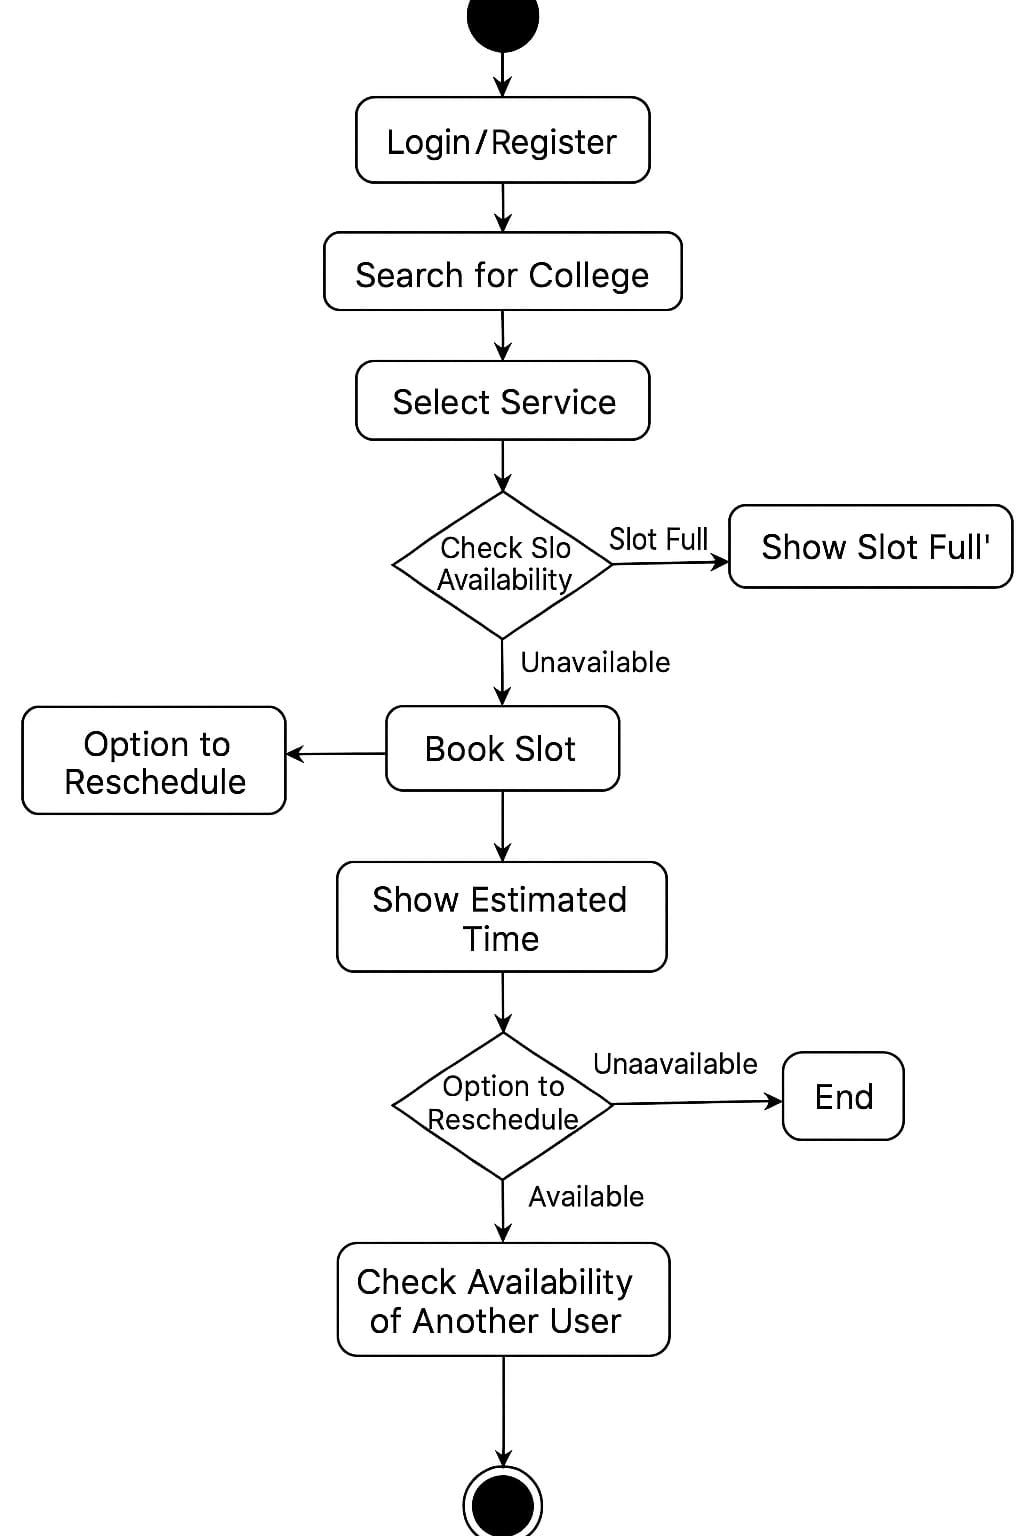 Login/Register
Search for College
Select Service
Check Slo
Availability
Slot Full
Show Slot Full'
Unavailable
Option to
Reschedule
Book Slot
Show Estimated
Time
Option to
Reschedule
Unaavailable
End
Available
Check Availability
of Another User